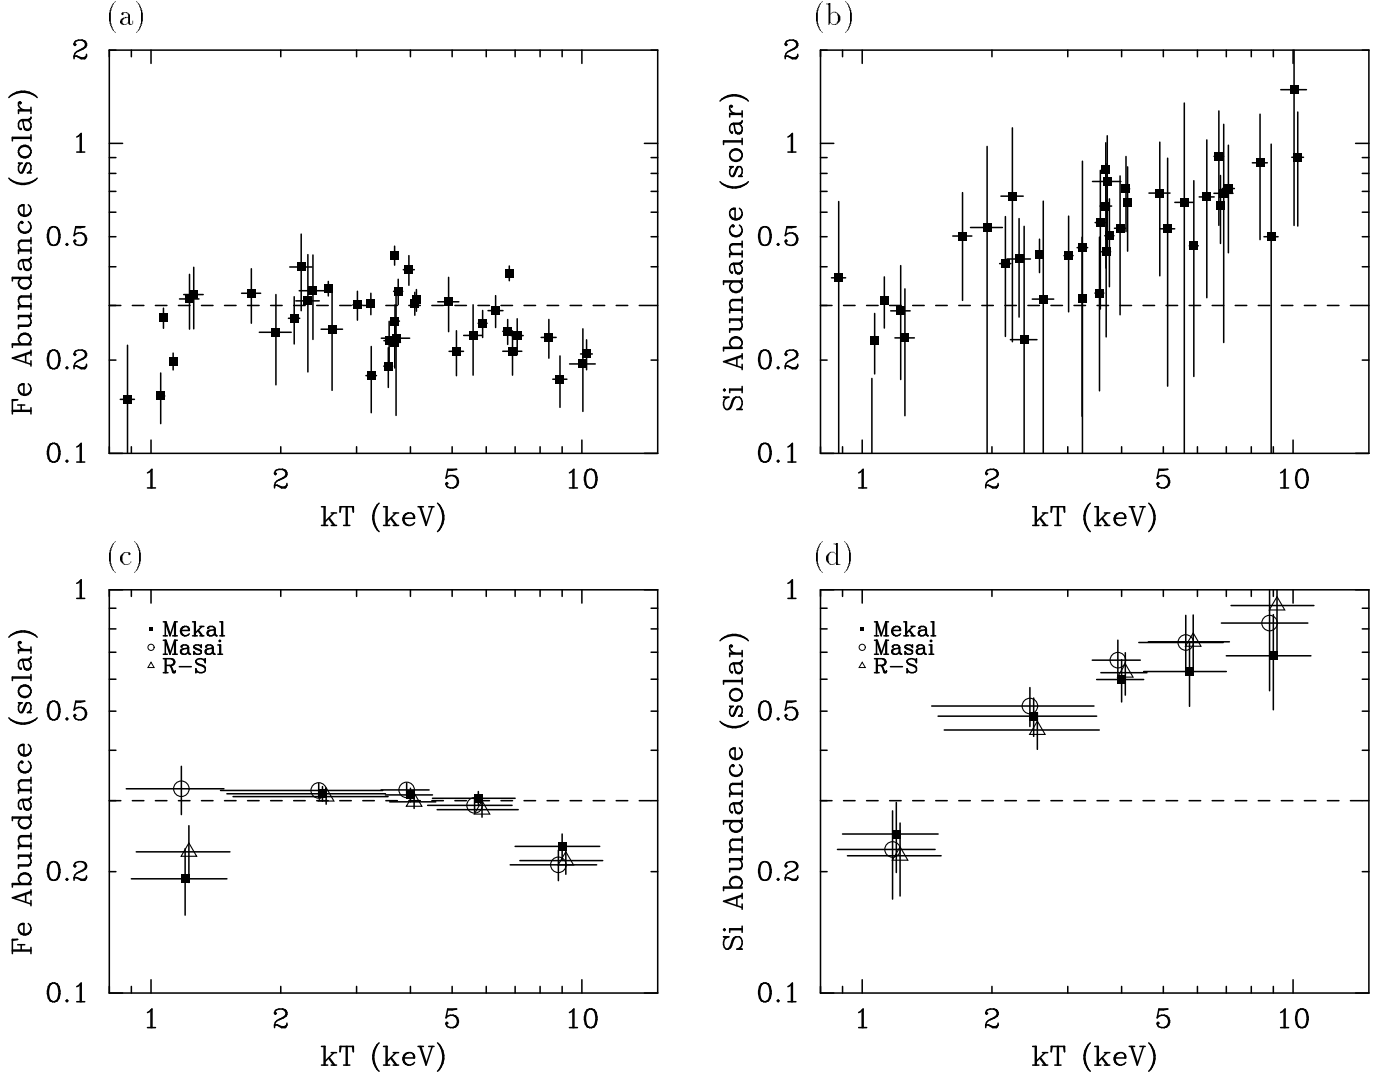 (a)
2
1
0.5
0.2
0.1
Fe Abundance (solar)
1 2 5 10
kT (keV)
(b)
2
1
0.5
0.2
0.1
Si Abundance (solar)
1 2 5 10
kT (keV)
(c)
1
0.5
0.2
0.1
Fe Abundance (solar)
Mekal
Masai
R-S
1 2 5 10
kT (keV)
(d)
1
0.5
0.2
0.1
Si Abundance (solar)
Mekal
Masai
R-S
1 2 5 10
kT (keV)